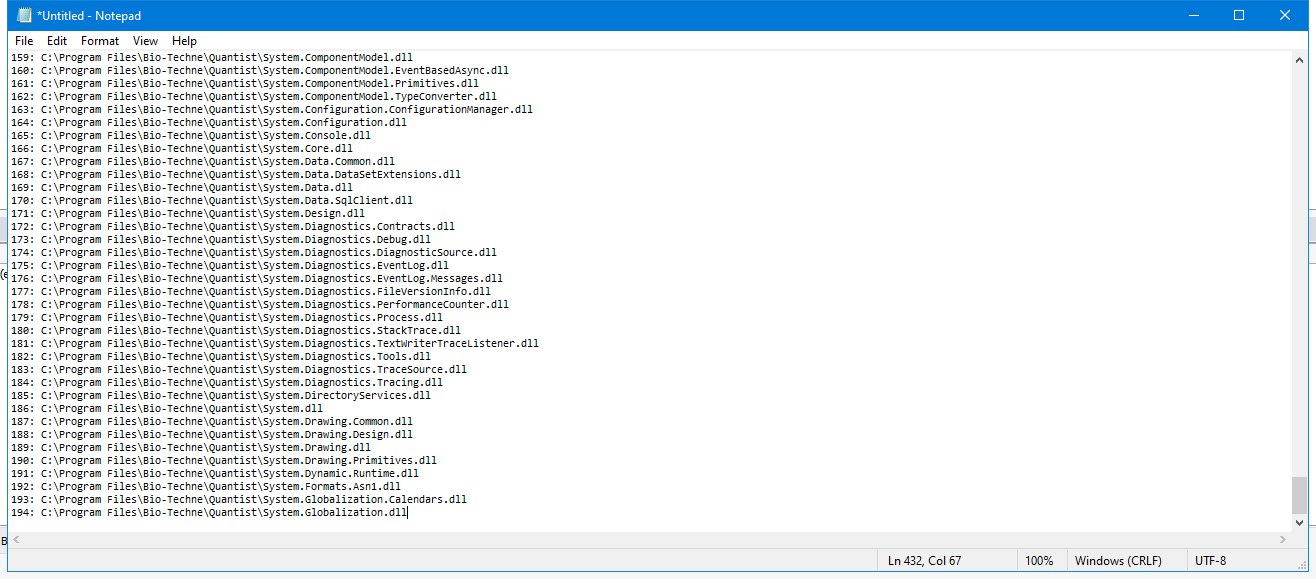 *Untitled - Notepad
File Edit Format View Help
159: C:\Program Files\Bio-Techne\Quantist\System.ComponentModel.dll
160: C:\Program Files\Bio-Techne\Quantist\System.ComponentModel.EventBasedAsync.dll
161: C:\Program Files\Bio-Techne\Quantist\System.ComponentModel.Primitives.dll
162: C:\Program Files\Bio-Techne\Quantist\System.ComponentModel.TypeConverter.dll
163: C:\Program Files\Bio-Techne\Quantist\System.Configuration.ConfigurationManager.dll
164: C:\Program Files\Bio-Techne\Quantist\System.Configuration.dll
165: C:\Program Files\Bio-Techne\Quantist\System.Console.dll
166: C:\Program Files\Bio-Techne\Quantist\System.Core.dll
167: C:\Program Files\Bio-Techne\Quantist\System.Data.Common.dll
168: C:\Program Files\Bio-Techne\Quantist\System.Data.DataSetExtensions.dll
169: C:\Program Files\Bio-Techne\Quantist\System.Data.dll
170: C:\Program Files\Bio-Techne\Quantist\System.Data.SqlClient.dll
171: C:\Program Files\Bio-Techne\Quantist\System.Design.dll
172: C:\Program Files\Bio-Techne\Quantist\System.Diagnostics.Contracts.dll
173: C:\Program Files\Bio-Techne\Quantist\System.Diagnostics.Debug.dll
174: C:\Program Files\Bio-Techne\Quantist\System.Diagnostics.DiagnosticSource.dll
175: C:\Program Files\Bio-Techne\Quantist\System.Diagnostics.EventLog.dll
176: C:\Program Files\Bio-Techne\Quantist\System.Diagnostics.EventLog.Messages.dll
177: C:\Program Files\Bio-Techne\Quantist\System.Diagnostics.FileVersionInfo.dll
178: C:\Program Files\Bio-Techne\Quantist\System.Diagnostics.PerformanceCounter.dll
179: C:\Program Files\Bio-Techne\Quantist\System.Diagnostics.Process.dll
180: C:\Program Files\Bio-Techne\Quantist\System.Diagnostics.StackTrace.dll
181: C:\Program Files\Bio-Techne\Quantist\System.Diagnostics.TextWriterTraceListener.dll
182: C:\Program Files\Bio-Techne\Quantist\System.Diagnostics.Tools.dll
183: C:\Program Files\Bio-Techne\Quantist\System.Diagnostics.TraceSource.dll
184: C:\Program Files\Bio-Techne\Quantist\System.Diagnostics.Tracing.dll
185: C:\Program Files\Bio-Techne\Quantist\System.DirectoryServices.dll
186: C:\Program Files\Bio-Techne\Quantist\System.dll
187: C:\Program Files\Bio-Techne\Quantist\System.Drawing.Common.dll
188: C:\Program Files\Bio-Techne\Quantist\System.Drawing.Design.dll
189: C:\Program Files\Bio-Techne\Quantist\System.Drawing.dll
190: C:\Program Files\Bio-Techne\Quantist\System.Drawing.Primitives.dll
191: C:\Program Files\Bio-Techne\Quantist\System.Dynamic.Runtime.dll
192: C:\Program Files\Bio-Techne\Quantist\System.Formats.Asn1.dll
193: C:\Program Files\Bio-Techne\Quantist\System.Globalization.Calendars.dll
194: C:\Program Files\Bio-Techne\Quantist\System.Globalization.dll
Ln 432, Col 67 100% Windows (CRLF) UTF-8